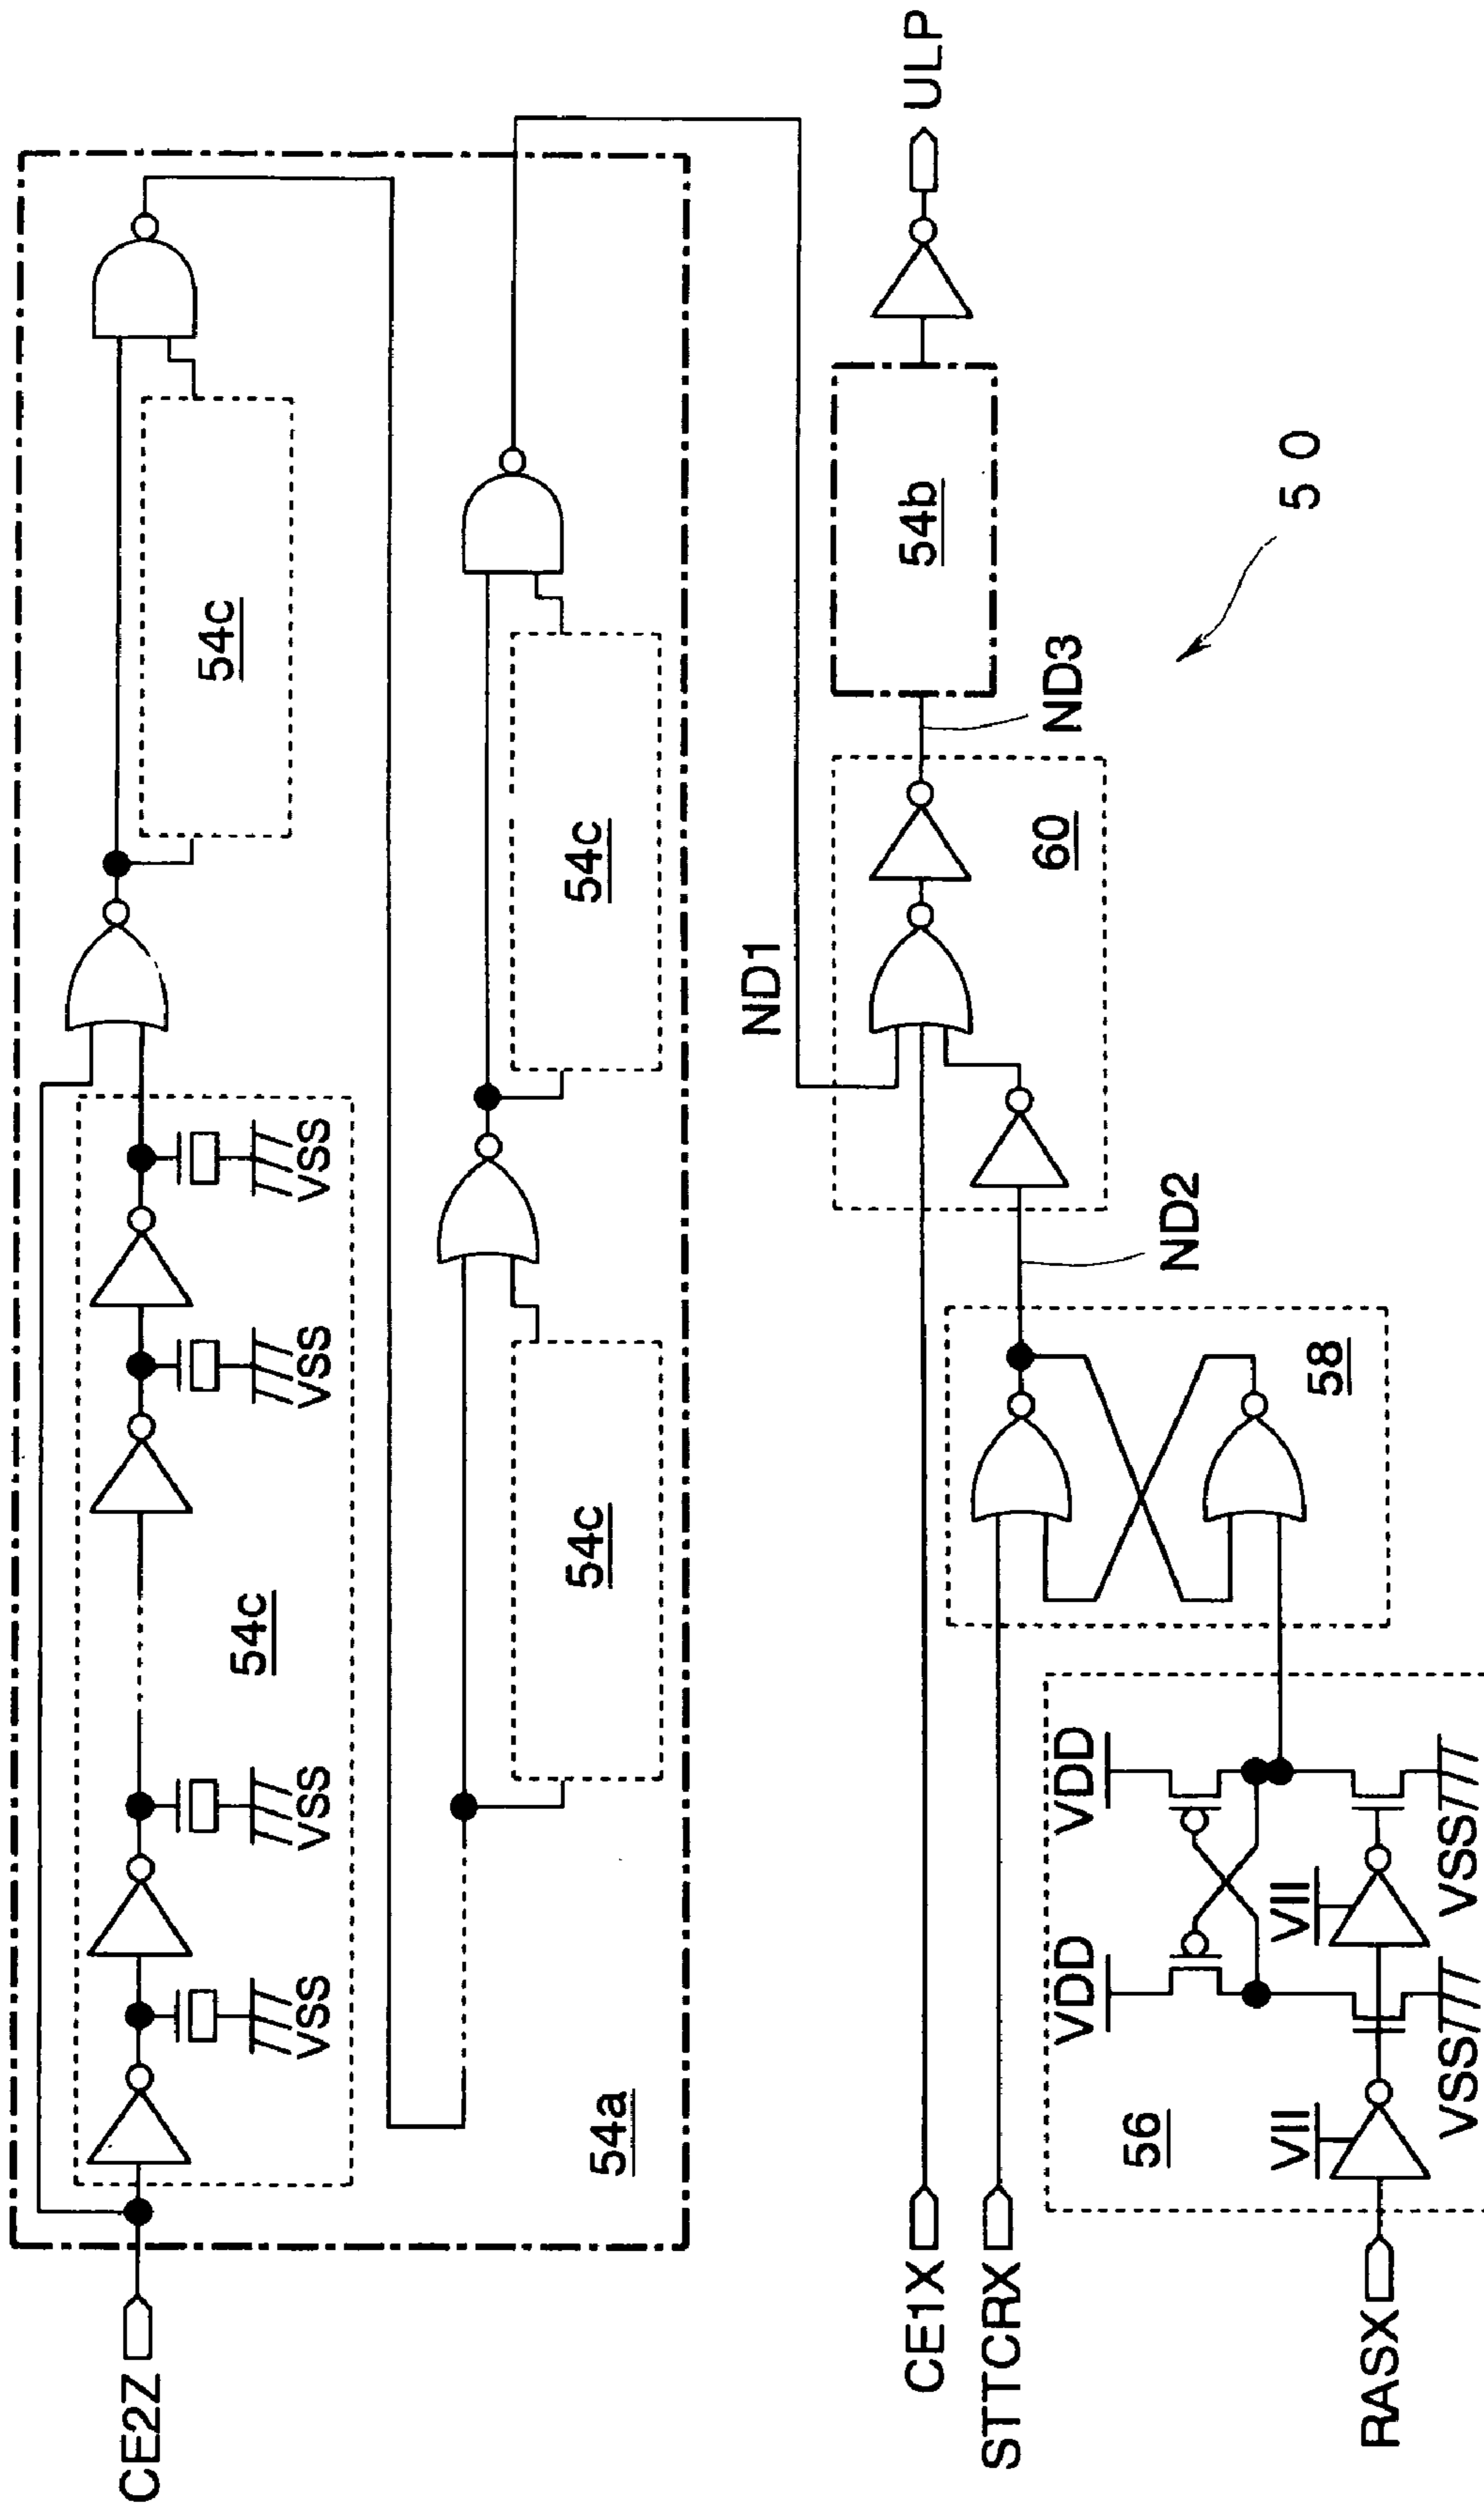 CE2Z
54c
VSS
VSS
VSS
VSS
54c
54a
54c
54c
ND1
CE1X
STTCRX
RASX
56
VII
VII
VDD
VDD
VSS
VSS
58
ND2
60
ND3
54b
ULP
50